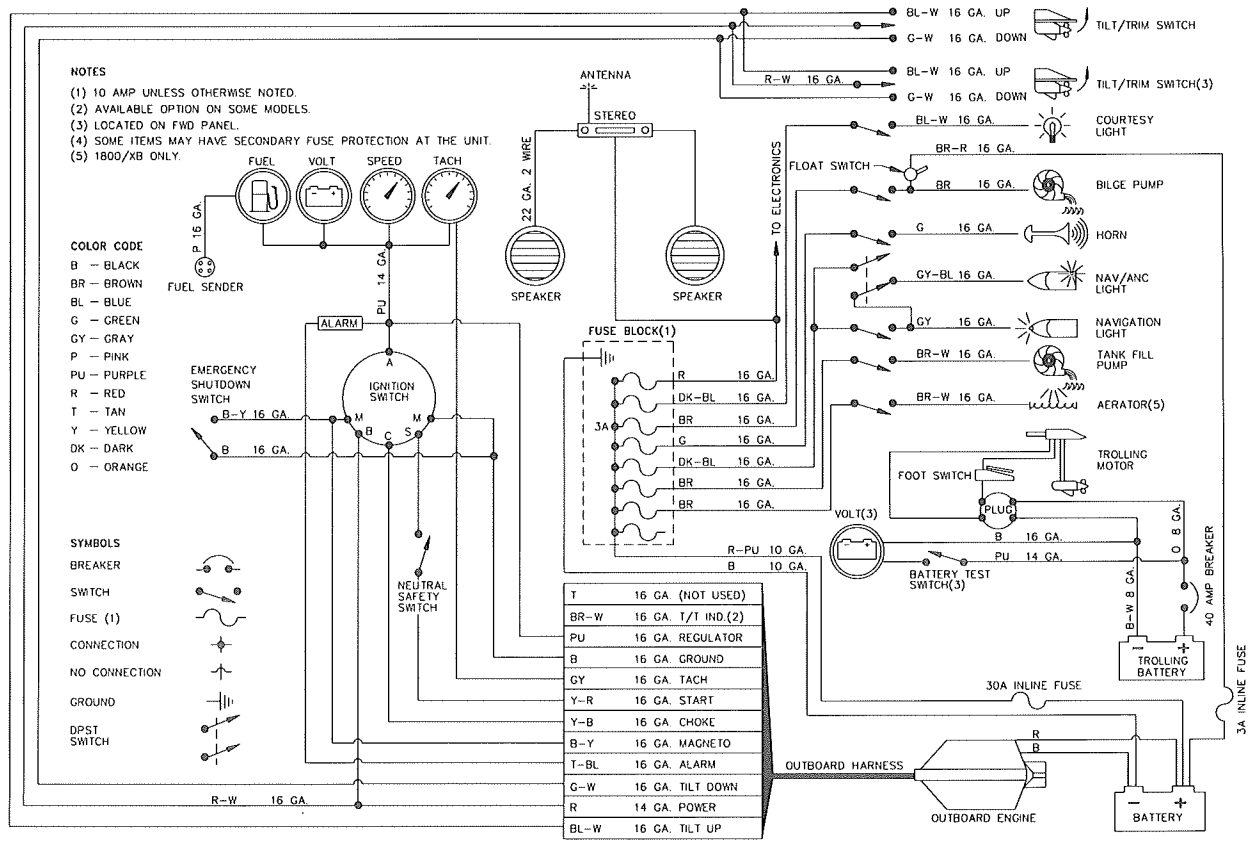 BL-W 16 GA. UP
TILT/TRIM SWITCH
G-W 16 GA. DOWN
BL-W 16 GA. UP
R-W 16 GA.
TILT/TRIM SWITCH(3)
G-W 16 GA. DOWN
NOTES
(1) 10 AMP UNLESS OTHERWISE NOTED.
(2) AVAILABLE OPTION ON SOME MODELS.
(3) LOCATED ON FWD PANEL.
(4) SOME ITEMS MAY HAVE SECONDARY FUSE PROTECTION AT THE UNIT.
(5) 1800/XB ONLY.
ANTENNA
STEREO
22 GA. 2 WIRE
SPEAKER
SPEAKER
TO ELECTRONICS
FUEL
VOLT
SPEED
TACH
P 16 GA.
FUEL SENDER
PU 14 GA.
ALARM
COLOR CODE
B - BLACK
BR - BROWN
BL - BLUE
G - GREEN
GY - GRAY
P - PINK
PU - PURPLE
R - RED
T - TAN
Y - YELLOW
DK - DARK
O - ORANGE
EMERGENCY
SHUTDOWN
SWITCH
B-Y 16 GA.
B 16 GA.
A
IGNITION
SWITCH
M
M
B
C
S
NEUTRAL
SAFETY
SWITCH
BL-W 16 GA.
COURTESY
LIGHT
BR-R 16 GA.
FLOAT SWITCH
BR 16 GA.
BILGE PUMP
G 16 GA.
HORN
GY-BL 16 GA.
NAV/ANC
LIGHT
GY 16 GA.
NAVIGATION
LIGHT
BR-W 16 GA.
TANK FILL
PUMP
BR-W 16 GA.
AERATOR(5)
FUSE BLOCK(1)
R 16 GA.
DK-BL 16 GA.
3A
BR 16 GA.
G 16 GA.
DK-BL 16 GA.
BR 16 GA.
BR 16 GA.
R-PU 10 GA.
B 10 GA.
TROLLING
MOTOR
FOOT SWITCH
PLUG
VOLT(3)
B 16 GA.
PU 14 GA.
BATTERY TEST
SWITCH(3)
O 8 GA.
B-W 8 GA.
40 AMP BREAKER
TROLLING
BATTERY
3A INLINE FUSE
30A INLINE FUSE
SYMBOLS
BREAKER
SWITCH
FUSE (1)
CONNECTION
NO CONNECTION
GROUND
DPST
SWITCH
R-W 16 GA.
T 16 GA. (NOT USED)
BR-W 16 GA. T/T IND.(2)
PU 16 GA. REGULATOR
B 16 GA. GROUND
GY 16 GA. TACH
Y-R 16 GA. START
Y-B 16 GA. CHOKE
B-Y 16 GA. MAGNETO
T-BL 16 GA. ALARM
G-W 16 GA. TILT DOWN
R 14 GA. POWER
BL-W 16 GA. TILT UP
OUTBOARD HARNESS
OUTBOARD ENGINE
R
B
- +
BATTERY